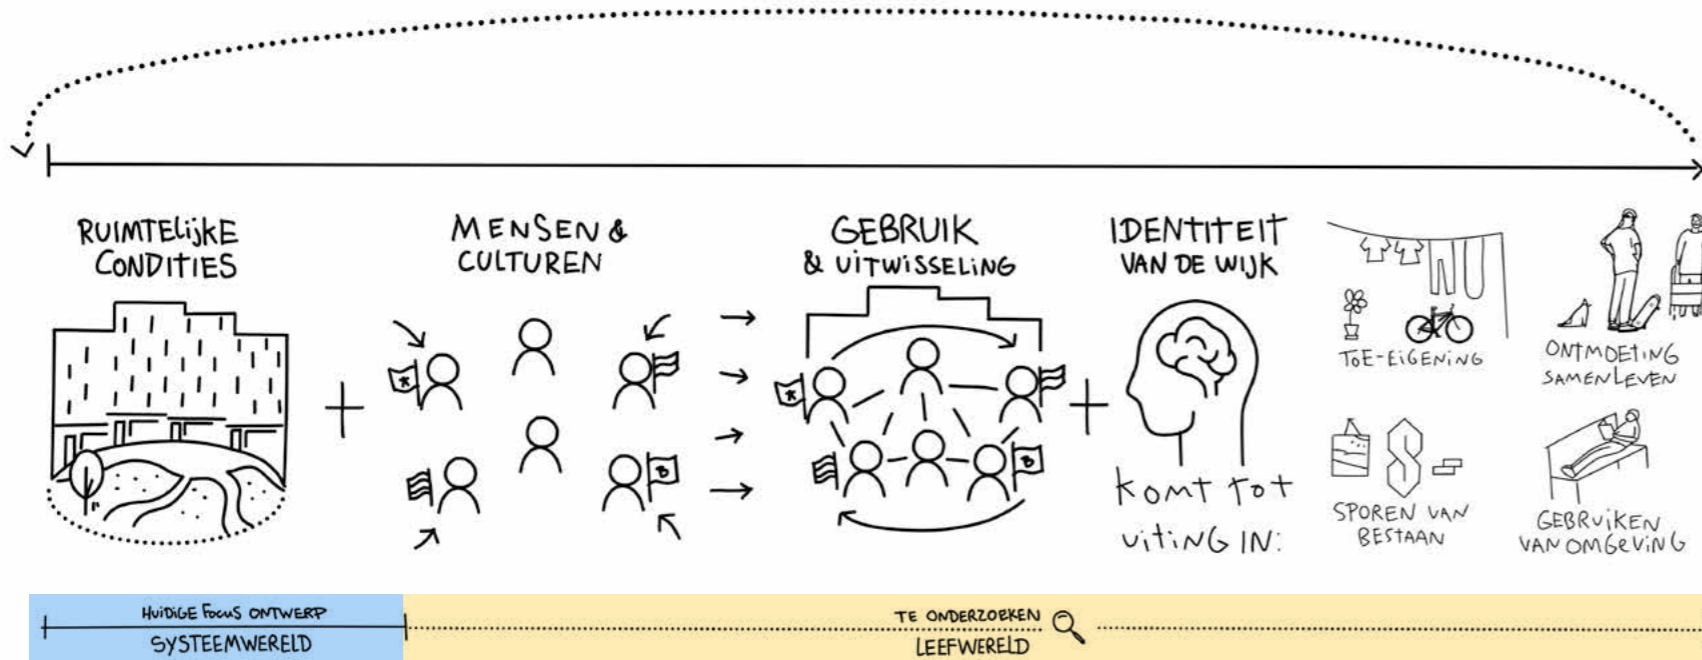 RUIMTELijKE
CONDITIES
MENSEN &
CULTUREN
GEBRUIK
& UITWISSELING
IDENTITEIT
VAN DE WIJK
KOMT TOT
UITING IN:
TOE-EIGENING
ONTMOETING
SAMENLEVEN
SPOREN VAN
BESTAAN
GEBRUIKEN
VAN OMGEVING
B
B
S
HUIDIGE FOCUS ONTWERP
SYSTEEMWERELD
TE ONDERZOEKEN
LEEFWERELD